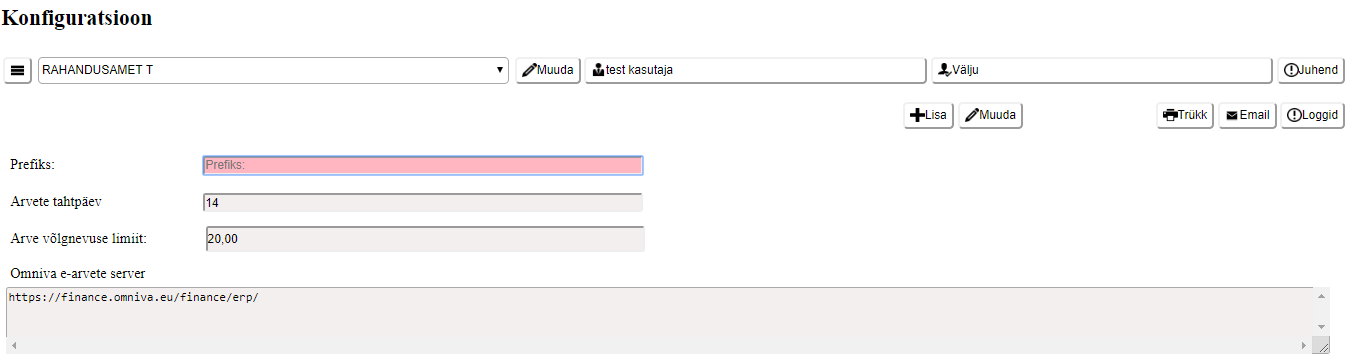 Konfiguratsioon
RAHANDUSAMET T Muuda test kasutaja Välju Juhend
Lisa Muuda Trükk Email Loggid
Prefiks: Prefiks:
Arvete tahtpäev 14
Arve võlgnevuse limiit: 20,00
Omniva e-arvete server
https://finance.omniva.eu/finance/erp/